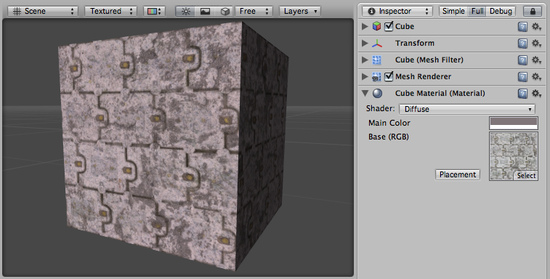 Scene
Textured
Free
Layers
Inspector
Simple Full Debug
Cube
Transform
Cube (Mesh Filter)
Mesh Renderer
Cube Material (Material)
Shader: Diffuse
Main Color
Base (RGB)
Placement
Select